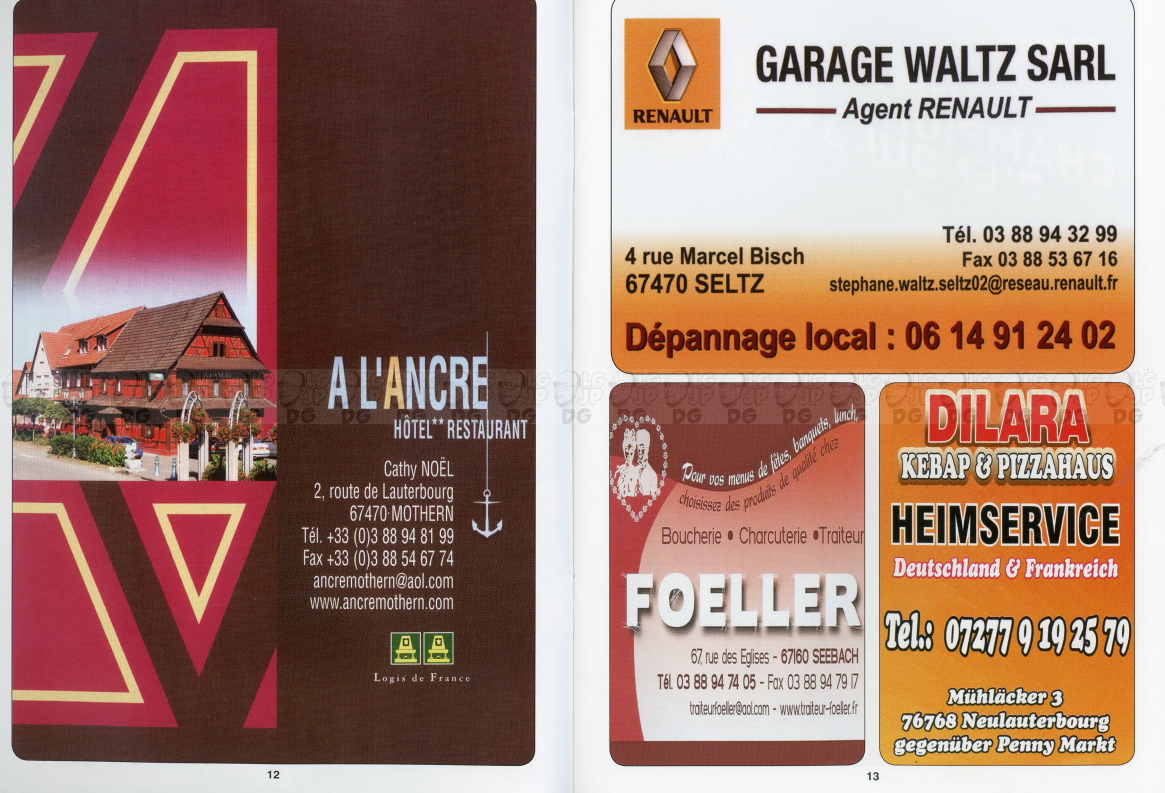 A L'ANCRE
HÔTEL** RESTAURANT
Cathy NOËL
2, route de Lauterbourg
67470 MOTHERN
Tél. +33 (0)3 88 94 81 99
Fax +33 (0)3 88 54 67 74
ancremothern@aol.com
www.ancremothern.com
Logis de France
12
RENAULT
GARAGE WALTZ SARL
Agent RENAULT
Tél. 03 88 94 32 99
Fax 03 88 53 67 16
stephane.waltz.seltz02@reseau.renault.fr
4 rue Marcel Bisch
67470 SELTZ
Dépannage local : 06 14 91 24 02
Pour vos menus de fêtes, banquets, lunch,
choisissez des produits de qualité chez
Boucherie • Charcuterie •Traiteur
FOELLER
67, rue des Eglises - 67160 SEEBACH
Tél. 03 88 94 74 05 - Fax 03 88 94 79 17
traiteurfoeller@aol.com - www.traiteur-foeller.fr
DILARA
KEBAP & PIZZAHAUS
HEIMSERVICE
Deutschland & Frankreich
Tel.: 07277 9 19 25 79
Mühläcker 3
76768 Neulauterbourg
gegenüber Penny Markt
13